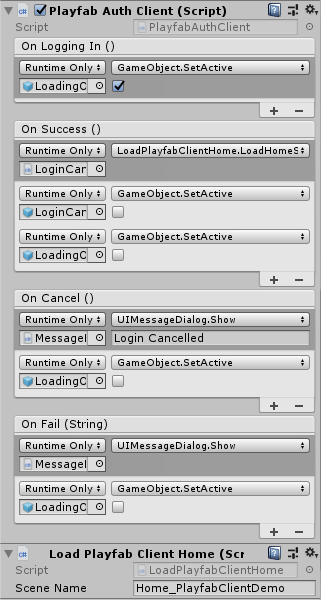 Playfab Auth Client (Script)
Script PlayfabAuthClient
On Logging In ()
Runtime Only GameObject.SetActive
LoadingC
+ −
On Success ()
Runtime Only LoadPlayfabClientHome.LoadHomeS
LoginCan
Runtime Only GameObject.SetActive
LoginCan
Runtime Only GameObject.SetActive
LoadingC
+ −
On Cancel ()
Runtime Only UIMessageDialog.Show
MessageI Login Cancelled
Runtime Only GameObject.SetActive
LoadingC
+ −
On Fail (String)
Runtime Only UIMessageDialog.Show
MessageI
Runtime Only GameObject.SetActive
LoadingC
+ −
Load Playfab Client Home (Scr
Script LoadPlayfabClientHome
Scene Name Home_PlayfabClientDemo